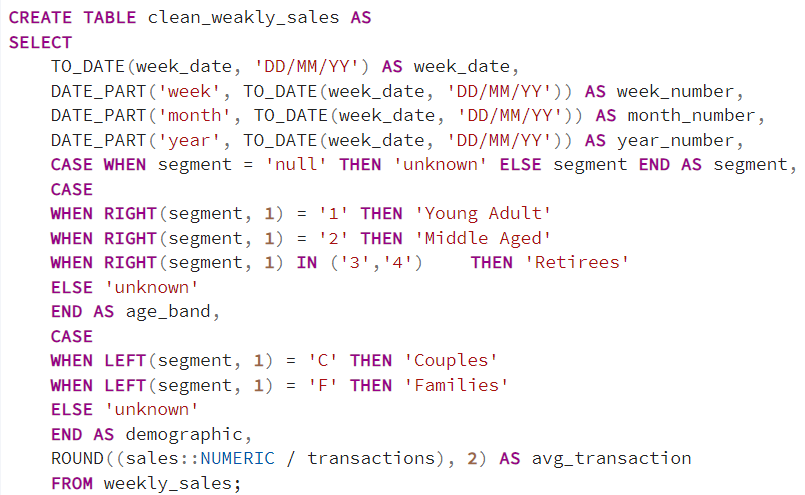 CREATE TABLE clean_weakly_sales AS
SELECT
TO_DATE(week_date, 'DD/MM/YY') AS week_date,
DATE_PART('week', TO_DATE(week_date, 'DD/MM/YY')) AS week_number,
DATE_PART('month', TO_DATE(week_date, 'DD/MM/YY')) AS month_number,
DATE_PART('year', TO_DATE(week_date, 'DD/MM/YY')) AS year_number,
CASE WHEN segment = 'null' THEN 'unknown' ELSE segment END AS segment,
CASE
WHEN RIGHT(segment, 1) = '1' THEN 'Young Adult'
WHEN RIGHT(segment, 1) = '2' THEN 'Middle Aged'
WHEN RIGHT(segment, 1) IN ('3','4') THEN 'Retirees'
ELSE 'unknown'
END AS age_band,
CASE
WHEN LEFT(segment, 1) = 'C' THEN 'Couples'
WHEN LEFT(segment, 1) = 'F' THEN 'Families'
ELSE 'unknown'
END AS demographic,
ROUND((sales::NUMERIC / transactions), 2) AS avg_transaction
FROM weekly_sales;